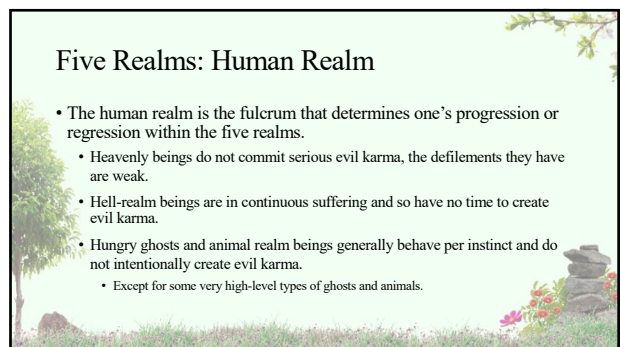 Five Realms: Human Realm
• The human realm is the fulcrum that determines one’s progression or
regression within the five realms.
• Heavenly beings do not commit serious evil karma, the defilements they have
are weak.
• Hell-realm beings are in continuous suffering and so have no time to create
evil karma.
• Hungry ghosts and animal realm beings generally behave per instinct and do
not intentionally create evil karma.
• Except for some very high-level types of ghosts and animals.